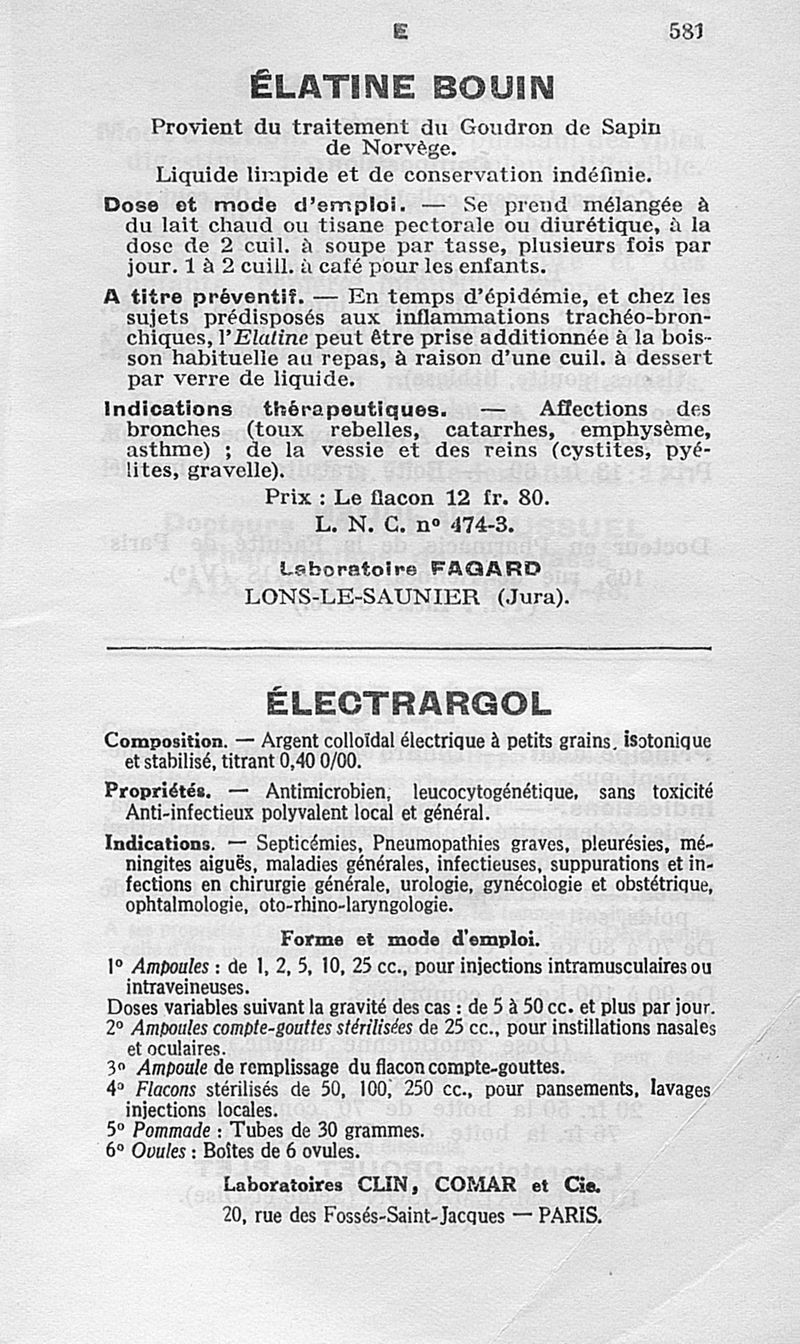 E 581
ÉLATINE BOUIN
Provient du traitement du Goudron de Sapin
de Norvège.
Liquide limpide et de conservation indéfinie.
Dose et mode d'emploi. — Se prend mélangée à
du lait chaud ou tisane pectorale ou diurétique, à la
dose de 2 cuil. à soupe par tasse, plusieurs fois par
jour. 1 à 2 cuill. à café pour les enfants.
A titre préventif. — En temps d'épidémie, et chez les
sujets prédisposés aux inflammations trachéo-bron-
chiques, l'Elatine peut être prise additionnée à la bois-
son habituelle au repas, à raison d'une cuil. à dessert
par verre de liquide.
Indications thérapeutiques. — Affections des
bronches (toux rebelles, catarrhes, emphysème,
asthme) ; de la vessie et des reins (cystites, pyé-
lites, gravelle).
Prix : Le flacon 12 fr. 80.
L. N. C. nº 474-3.
Laboratoire FAGARD
LONS-LE-SAUNIER (Jura).
ÉLECTRARGOL
Composition. — Argent colloïdal électrique à petits grains, isotonique
et stabilisé, titrant 0,40 0/00.
Propriétés. — Antimicrobien, leucocytogénétique, sans toxicité
Anti-infectieux polyvalent local et général.
Indications. — Septicémies, Pneumopathies graves, pleurésies, mé-
ningites aiguës, maladies générales, infectieuses, suppurations et in-
fections en chirurgie générale, urologie, gynécologie et obstétrique,
ophtalmologie, oto-rhino-laryngologie.
Forme et mode d'emploi.
1º Ampoules : de 1, 2, 5, 10, 25 cc., pour injections intramusculaires ou
intraveineuses.
Doses variables suivant la gravité des cas : de 5 à 50 cc. et plus par jour.
2º Ampoules compte-gouttes stérilisées de 25 cc., pour instillations nasales
et oculaires.
3º Ampoule de remplissage du flacon compte-gouttes.
4º Flacons stérilisés de 50, 100, 250 cc., pour pansements, lavages
injections locales.
5º Pommade : Tubes de 30 grammes.
6º Ovules : Boîtes de 6 ovules.
Laboratoires CLIN, COMAR et Cie.
20, rue des Fossés-Saint-Jacques — PARIS.